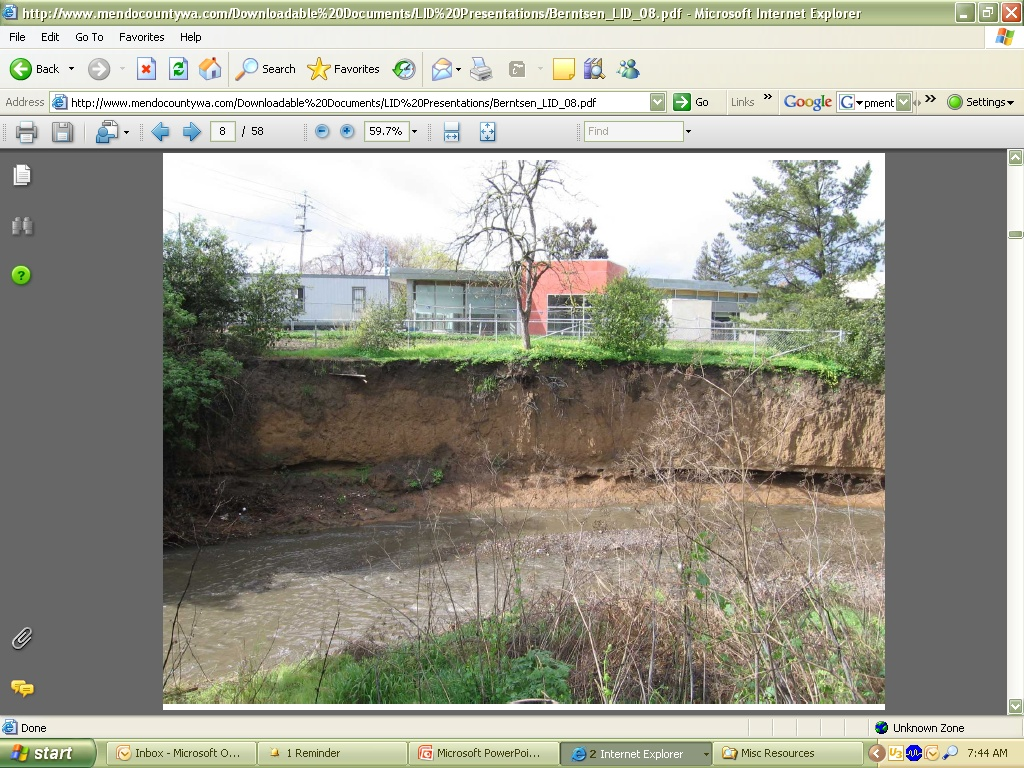 http://www.mendocountywa.com/Downloadable%20Documents/LID%20Presentations/Berntsen_LID_08.pdf - Microsoft Internet Explorer
File Edit Go To Favorites Help
Back Search Favorites
Address http://www.mendocountywa.com/Downloadable%20Documents/LID%20Presentations/Berntsen_LID_08.pdf Go Links » Google G pment » Settings
8 / 58 59.7% Find
?
Done Unknown Zone
start Inbox - Microsoft O... 1 Reminder Microsoft PowerPoi... 2 Internet Explorer Misc Resources 7:44 AM